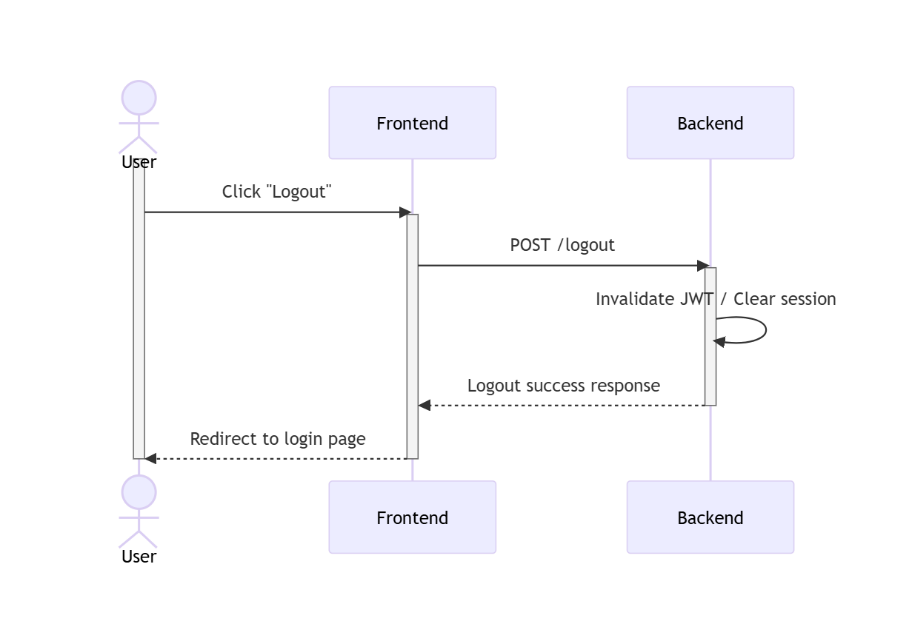 User
Frontend
Backend
Click "Logout"
POST /logout
Invalidate JWT / Clear session
Logout success response
Redirect to login page
User
Frontend
Backend